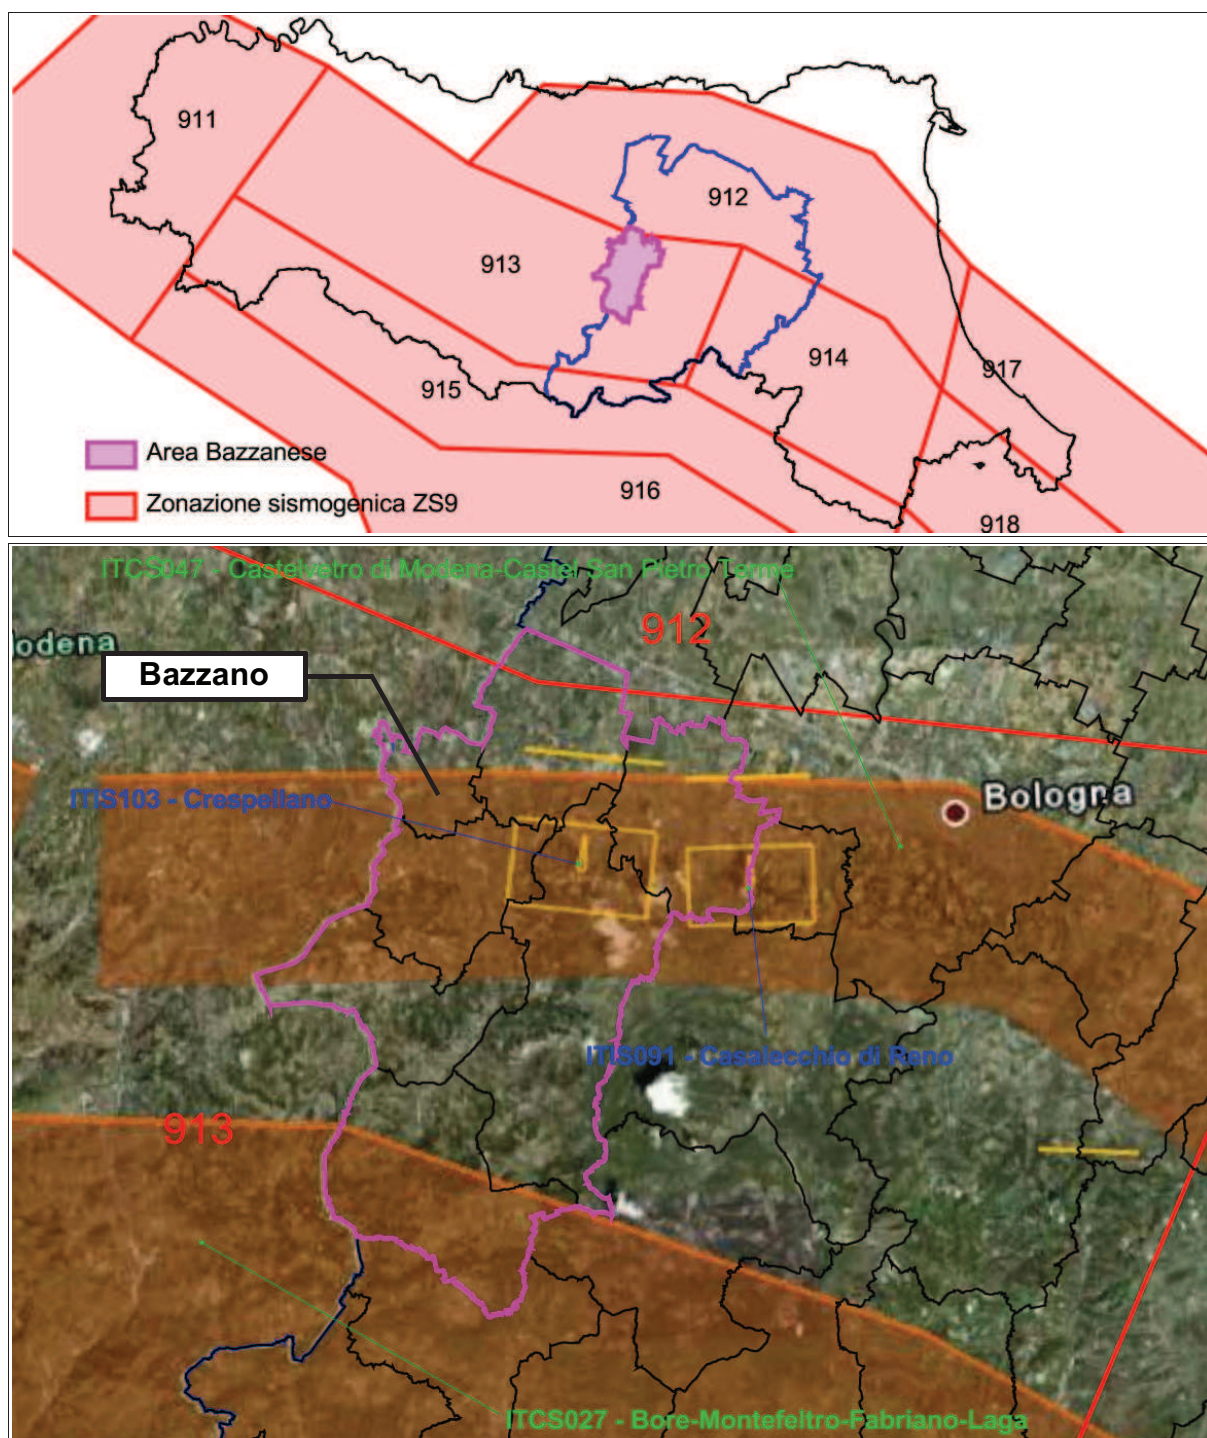 911
912
913
914
917
915
916
918
Area Bazzanese
Zonazione sismogenica ZS9
ITCS047 - Castelvetro di Modena-Castel San Pietro Terme
912
odena
Bazzano
Bologna
ITIS103 - Crespellano
ITIS091 - Casalecchio di Reno
913
ITCS027 - Bore-Montefeltro-Fabriano-Laga